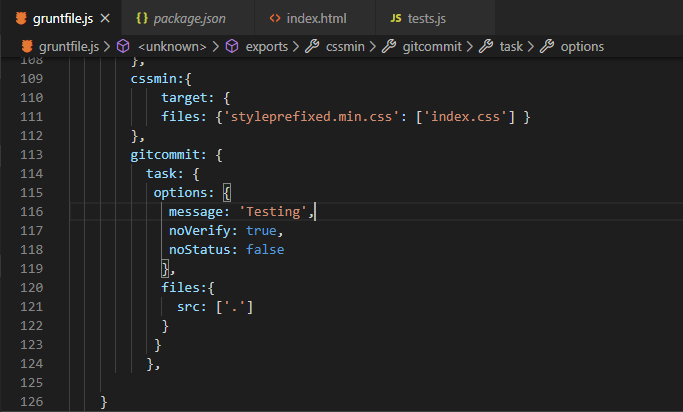 gruntfile.js × {} package.json <> index.html JS tests.js
gruntfile.js > <unknown> > exports > cssmin > gitcommit > task > options
108 },
109 cssmin:{
110 target: {
111 files: {'styleprefixed.min.css': ['index.css'] }
112 },
113 gitcommit: {
114 task: {
115 options: {
116 message: 'Testing',
117 noVerify: true,
118 noStatus: false
119 },
120 files:{
121 src: ['.']
122 }
123 }
124 },
125
126 }